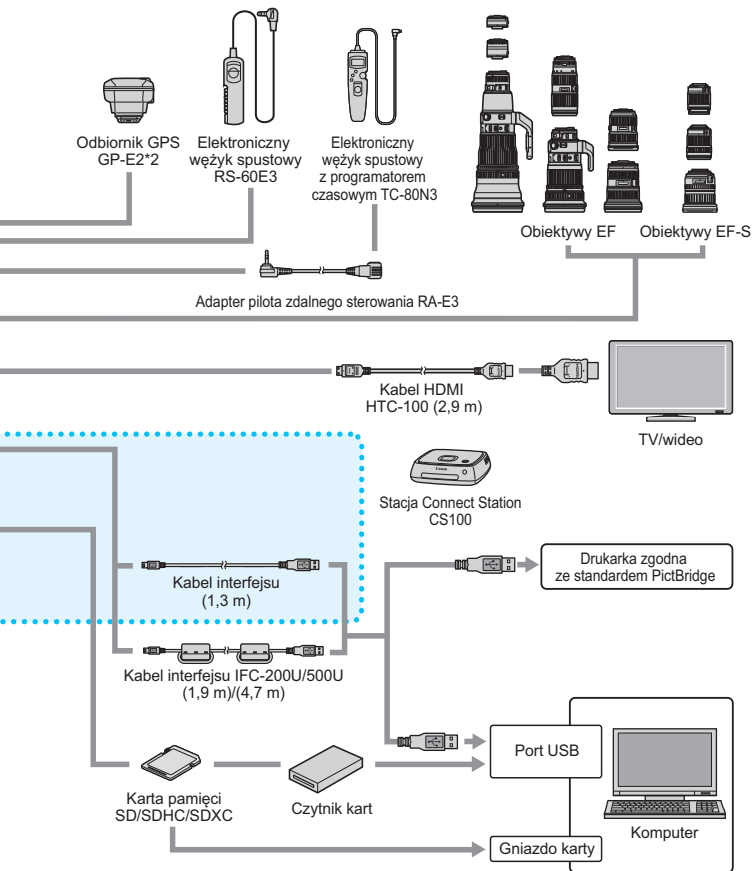 Odbiornik GPS
GP-E2*2
Elektroniczny
wężyk spustowy
RS-60E3
Elektroniczny
wężyk spustowy
z programatorem
czasowym TC-80N3
Obiektywy EF
Obiektywy EF-S
Adapter pilota zdalnego sterowania RA-E3
Kabel HDMI
HTC-100 (2,9 m)
TV/wideo
Canon
Stacja Connect Station
CS100
Kabel interfejsu
(1,3 m)
Drukarka zgodna
ze standardem PictBridge
Kabel interfejsu IFC-200U/500U
(1,9 m)/(4,7 m)
Port USB
Karta pamięci
SD/SDHC/SDXC
Czytnik kart
Komputer
Gniazdo karty